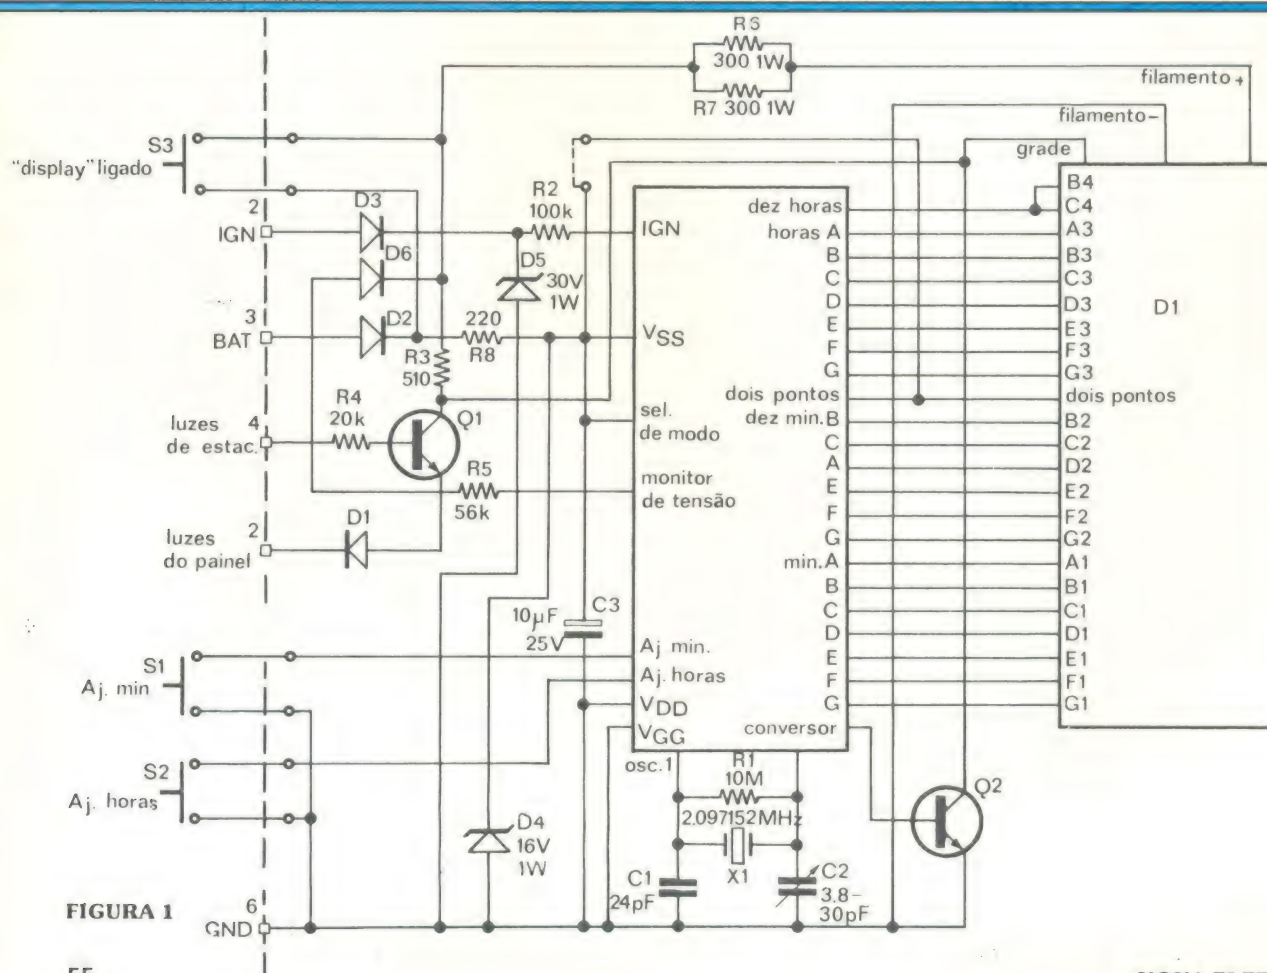 R6
300 1W
R7 300 1W
filamento +
filamento–
grade
S3
"display" ligado
2
IGN
D3
D6
R2
100k
D5
30V
1W
3
BAT
D2
220
R8
R3
510
R4
20k
Q1
luzes
de estac.
4
R5
56k
luzes
do painel
2
D1
10µF
25V
C3
S1
Aj. min
S2
Aj. horas
D4
16V
1W
FIGURA 1
6
GND
IGN
VSS
sel.
de modo
monitor
de tensão
Aj min.
Aj. horas
VDD
VGG
osc.1
dez horas
horas A
B
C
D
E
F
G
dois pontos
dez min. B
C
A
E
F
G
min. A
B
C
D
E
F
G
conversor
B4
C4
A3
B3
C3
D3
E3
F3
G3
dois pontos
B2
C2
D2
E2
F2
G2
A1
B1
C1
D1
E1
F1
G1
D1
R1
10M
2.097152MHz
X1
C1
24pF
C2
3.8–
30pF
Q2